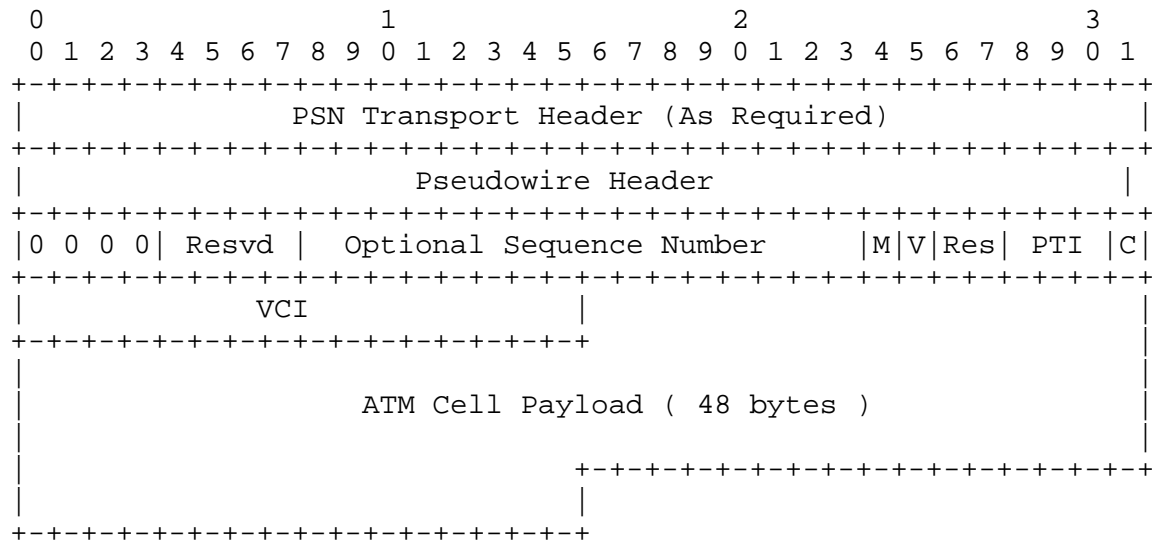 0                   1                   2                   3
 0 1 2 3 4 5 6 7 8 9 0 1 2 3 4 5 6 7 8 9 0 1 2 3 4 5 6 7 8 9 0 1
+-+-+-+-+-+-+-+-+-+-+-+-+-+-+-+-+-+-+-+-+-+-+-+-+-+-+-+-+-+-+-+-+
|               PSN Transport Header (As Required)              |
+-+-+-+-+-+-+-+-+-+-+-+-+-+-+-+-+-+-+-+-+-+-+-+-+-+-+-+-+-+-+-+-+
|                      Pseudowire Header                       |
+-+-+-+-+-+-+-+-+-+-+-+-+-+-+-+-+-+-+-+-+-+-+-+-+-+-+-+-+-+-+-+-+
|0 0 0 0| Resvd |  Optional Sequence Number     |M|V|Res| PTI |C|
+-+-+-+-+-+-+-+-+-+-+-+-+-+-+-+-+-+-+-+-+-+-+-+-+-+-+-+-+-+-+-+-+
|             VCI               |                               |
+-+-+-+-+-+-+-+-+-+-+-+-+-+-+-+-+                               |
|                                                               |
|                   ATM Cell Payload ( 48 bytes )               |
|                                                               |
|                               +-+-+-+-+-+-+-+-+-+-+-+-+-+-+-+-+
|                               |
+-+-+-+-+-+-+-+-+-+-+-+-+-+-+-+-+